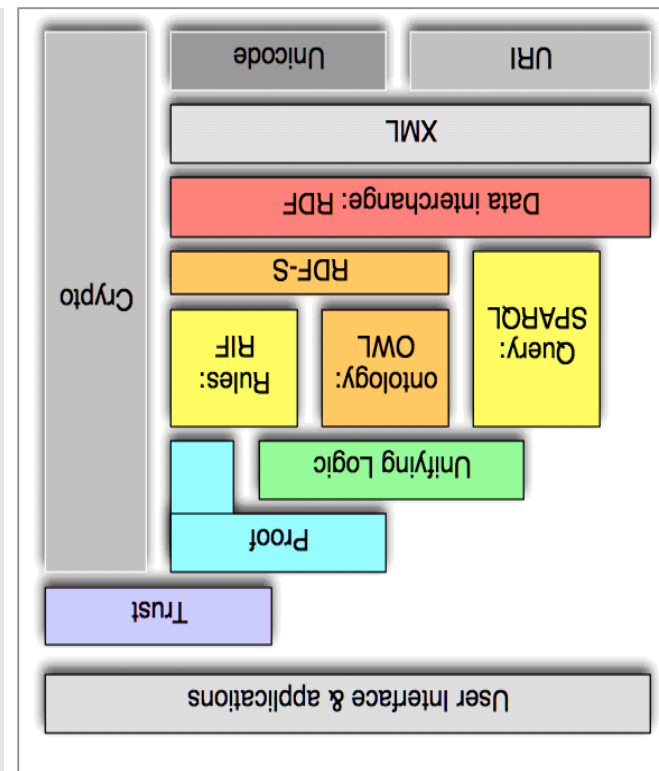 User Interface & applications
Trust
Proof
Unifying Logic
Query:
SPARQL
ontology:
OWL
Rules:
RIF
Crypto
RDF-S
Data interchange: RDF
XML
URI
Unicode